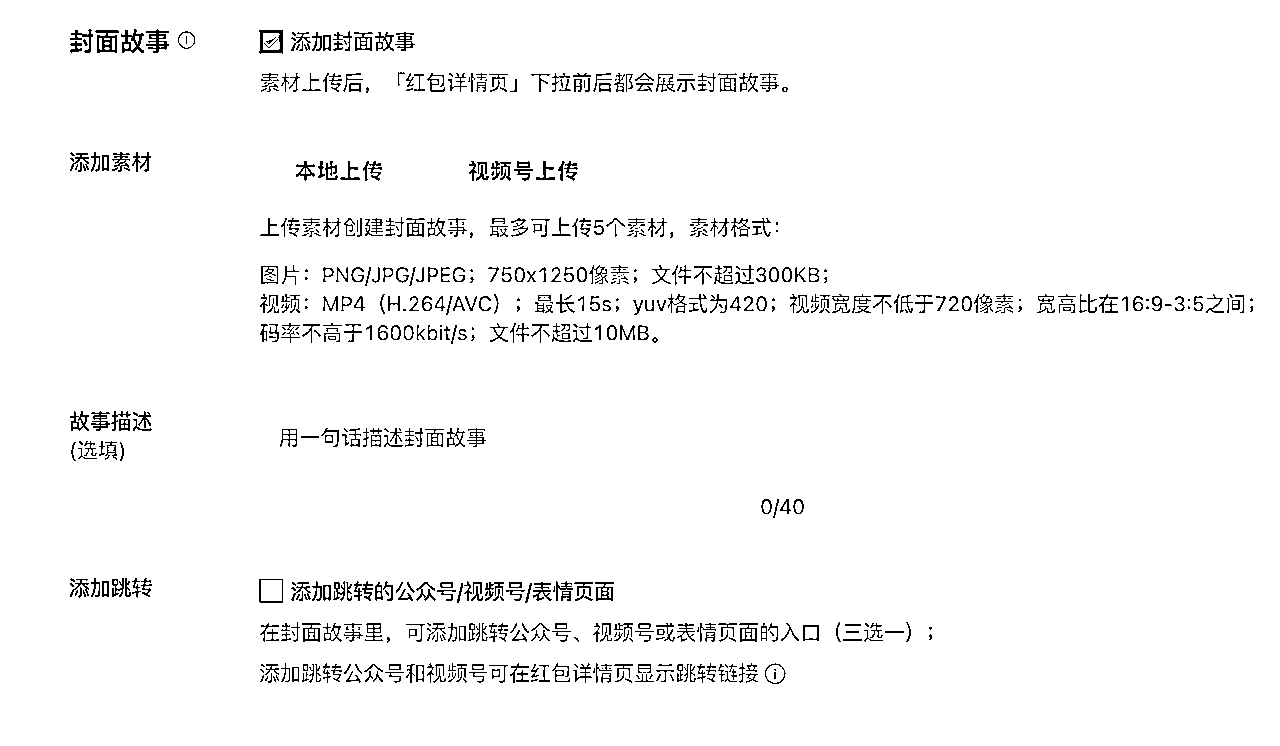 封面故事 添加封面故事
素材上传后，「红包详情页」下拉前后都会展示封面故事。
添加素材 本地上传 视频号上传
上传素材创建封面故事，最多可上传5个素材，素材格式：
图片：PNG/JPG/JPEG；750x1250像素；文件不超过300KB；
视频：MP4（H.264/AVC）；最长15s；yuv格式为420；视频宽度不低于720像素；宽高比在16:9-3:5之间；
码率不高于1600kbit/s；文件不超过10MB。
故事描述
(选填) 用一句话描述封面故事
0/40
添加跳转 添加跳转的公众号/视频号/表情页面
在封面故事里，可添加跳转公众号、视频号或表情页面的入口（三选一）；
添加跳转公众号和视频号可在红包详情页显示跳转链接